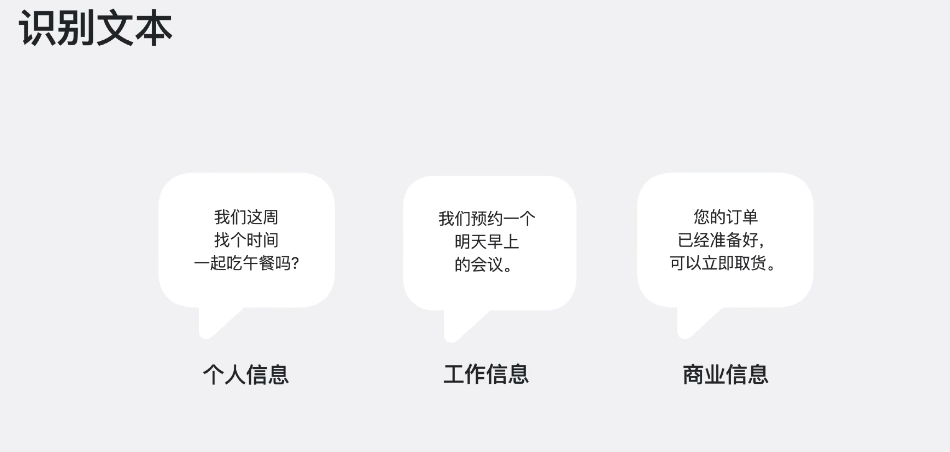 识别文本
我们这周
找个时间
一起吃午餐吗?
个人信息
我们预约一个
明天早上
的会议。
工作信息
您的订单
已经准备好,
可以立即取货。
商业信息